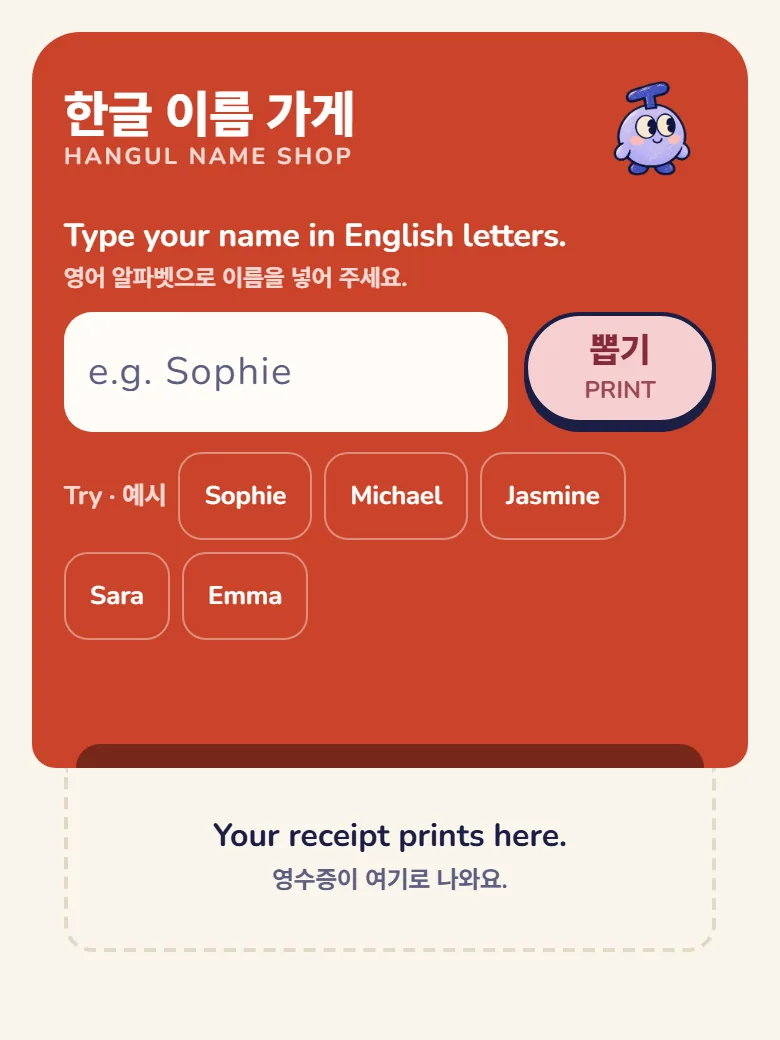 한글 이름 가게
HANGUL NAME SHOP
Type your name in English letters.
영어 알파벳으로 이름을 넣어 주세요.
e.g. Sophie
뽑기
PRINT
Try · 예시 Sophie Michael Jasmine
Sara Emma
Your receipt prints here.
영수증이 여기로 나와요.